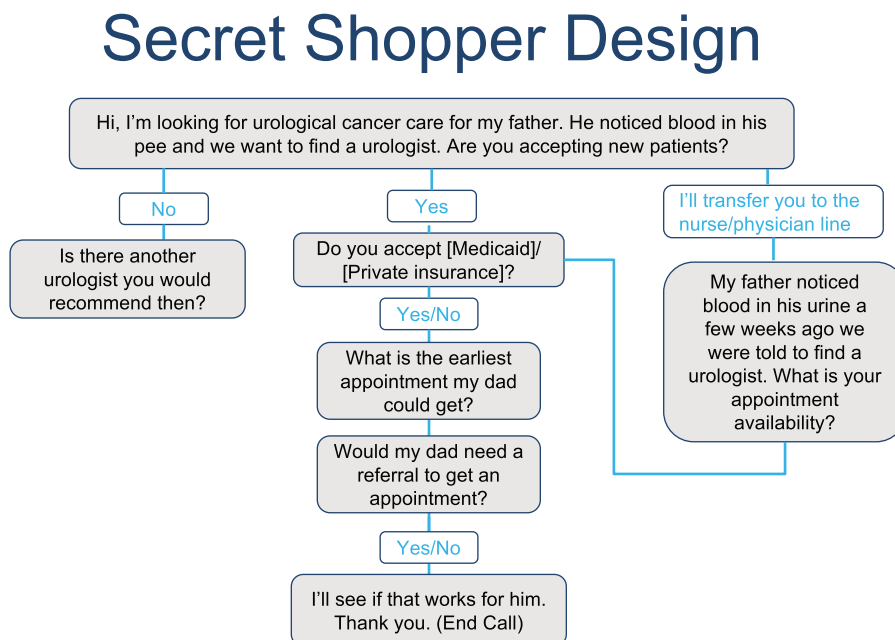 Secret Shopper Design
Hi, I’m looking for urological cancer care for my father. He noticed blood in his
pee and we want to find a urologist. Are you accepting new patients?
No
Is there another
urologist you would
recommend then?
Yes
Do you accept [Medicaid]/
[Private insurance]?
Yes/No
What is the earliest
appointment my dad
could get?
Would my dad need a
referral to get an
appointment?
Yes/No
I’ll see if that works for him.
Thank you. (End Call)
I’ll transfer you to the
nurse/physician line
My father noticed
blood in his urine a
few weeks ago we
were told to find a
urologist. What is your
appointment
availability?